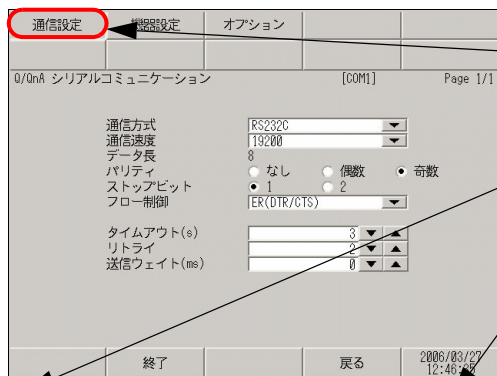 通信設定 機器設定 オプション
Q/QnA シリアルコミュニケーション [COM1] Page 1/1
通信方式 RS232C
通信速度 19200
データ長 8
パリティ なし 偶数 奇数
ストップビット 1 2
フロー制御 ER(DTR/CTS)
タイムアウト(s) 3
リトライ 2
送信ウェイト(ms) 0
終了 戻る 2006/03/27
12:46:35